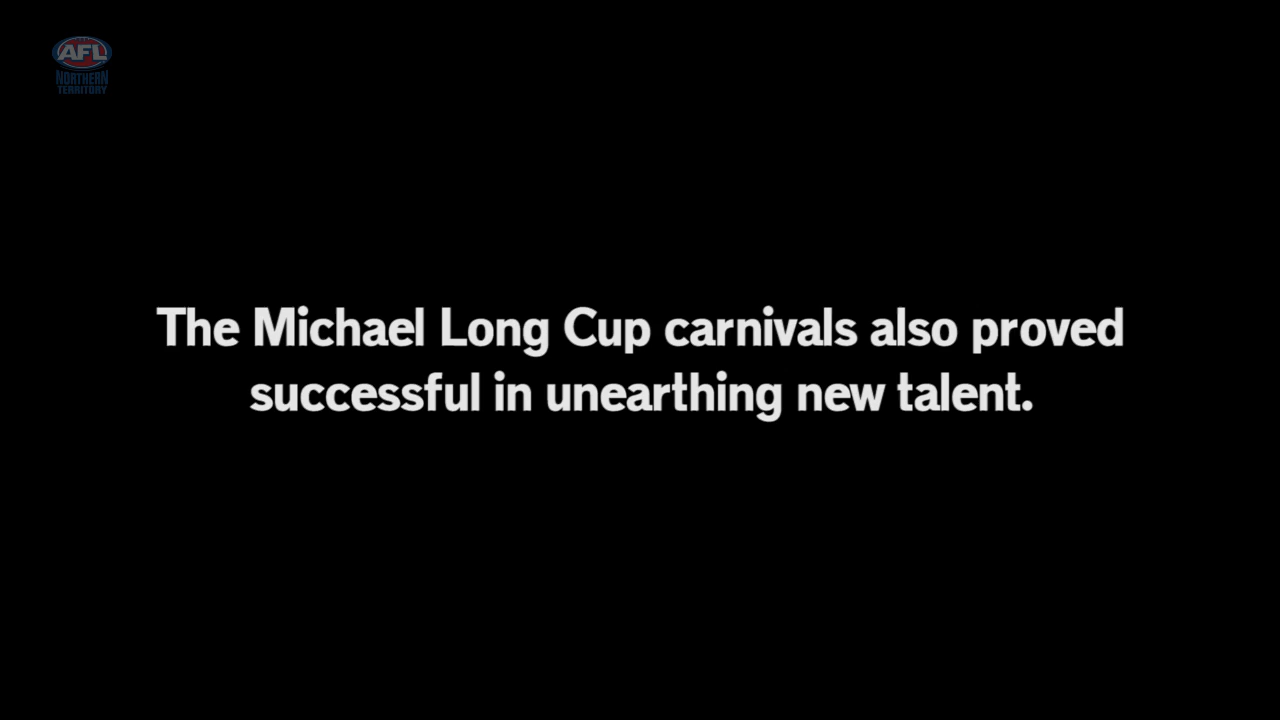 AFL
NORTHERN
TERRITORY
The Michael Long Cup carnivals also proved
successful in unearthing new talent.